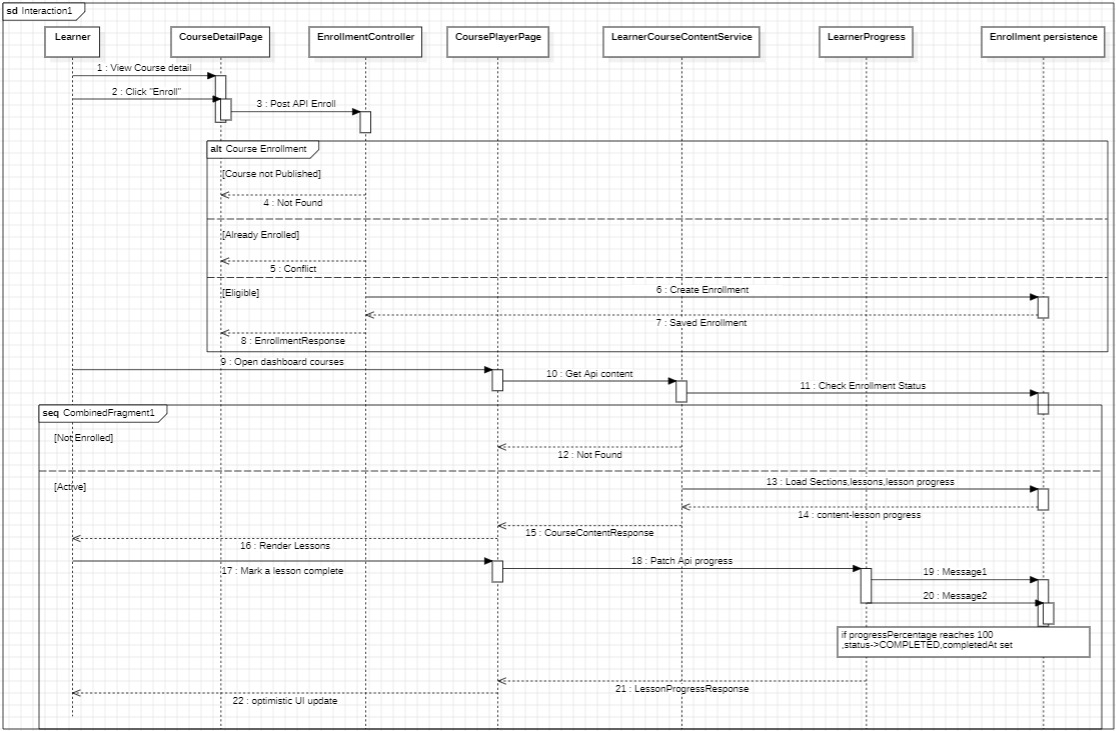 sd Interaction1
Learner
CourseDetailPage
EnrollmentController
CoursePlayerPage
LearnerCourseContentService
LearnerProgress
Enrollment persistence
1 : View Course detail
2 : Click "Enroll"
3 : Post API Enroll
alt Course Enrollment
[Course not Published]
4 : Not Found
[Already Enrolled]
5 : Conflict
[Eligible]
6 : Create Enrollment
7 : Saved Enrollment
8 : EnrollmentResponse
9 : Open dashboard courses
10 : Get Api content
11 : Check Enrollment Status
seq CombinedFragment1
[Not Enrolled]
12 : Not Found
[Active]
13 : Load Sections,lessons,lesson progress
14 : content-lesson progress
15 : CourseContentResponse
16 : Render Lessons
17 : Mark a lesson complete
18 : Patch Api progress
19 : Message1
20 : Message2
if progressPercentage reaches 100
,status->COMPLETED,completedAt set
21 : LessonProgressResponse
22 : optimistic UI update